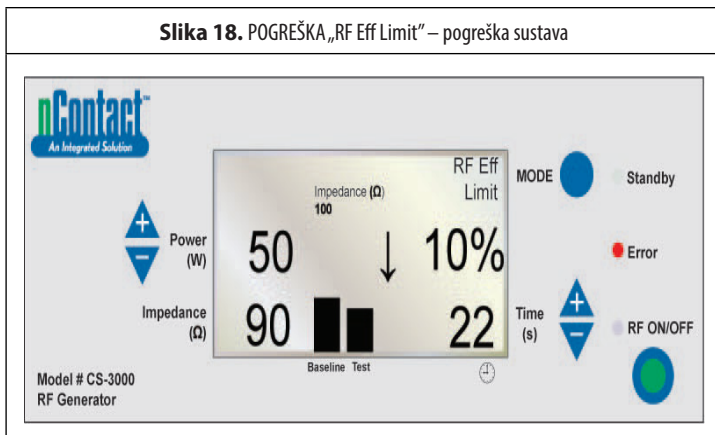 Slika 18. POGREŠKA „RF Eff Limit” – pogreška sustava
nContact™
An Integrated Solution
Power
(W)
50
Impedance
(Ω)
90
Impedance (Ω)
100
Baseline Test
RF Eff
Limit
↓ 10%
22
MODE
Time
(s)
Standby
Error
RF ON/OFF
Model # CS-3000
RF Generator